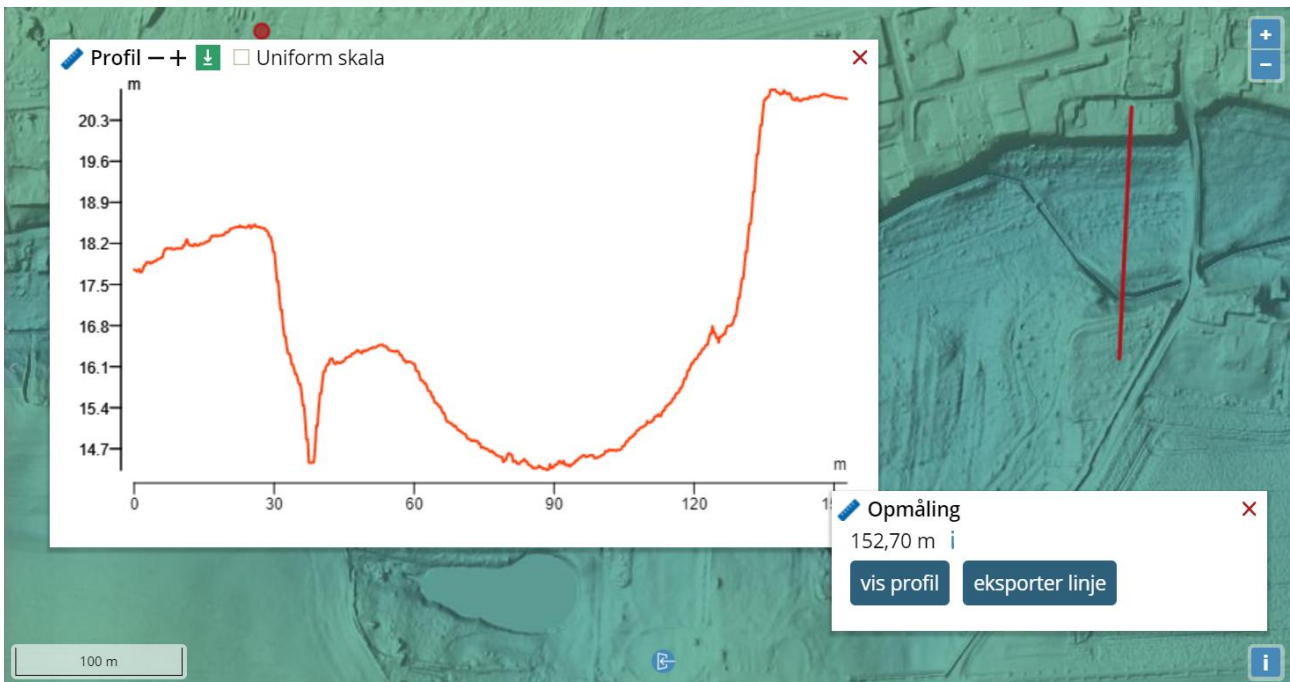 Profil Uniform skala
m
20.3
19.6
18.9
18.2
17.5
16.8
16.1
15.4
14.7
m
0 30 60 90 120
Opmåling
152,70 m i
vis profil eksporter linje
100 m
+
−
i